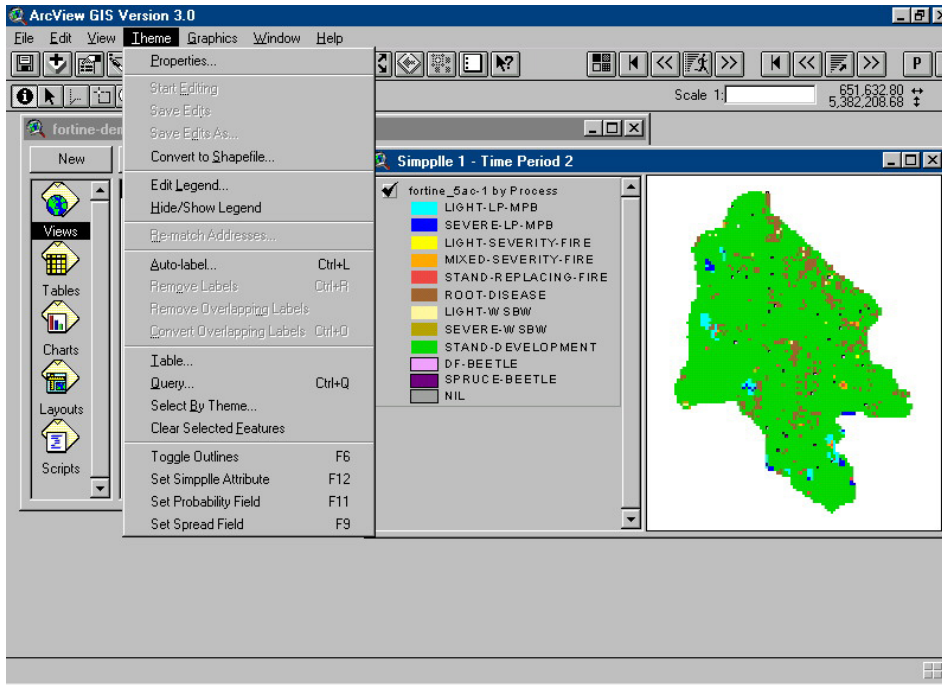 ArcView GIS Version 3.0
File Edit View Theme Graphics Window Help
P
Scale 1:
651,632.80
5,382,208.68
fortine-den
New
Views
Tables
Charts
Layouts
Scripts
Properties...
Start Editing
Save Edits
Save Edits As...
Convert to Shapefile...
Edit Legend...
Hide/Show Legend
Re-match Addresses...
Auto-label... Ctrl+L
Remove Labels Ctrl+R
Remove Overlapping Labels
Convert Overlapping Labels Ctrl+O
Table...
Query... Ctrl+Q
Select By Theme...
Clear Selected Features
Toggle Outlines F6
Set Simpplle Attribute F12
Set Probability Field F11
Set Spread Field F9
Simpplle 1 - Time Period 2
fortine_5ac-1 by Process
LIGHT-LP-MPB
SEVERE-LP-MPB
LIGHT-SEVERITY-FIRE
MIXED-SEVERITY-FIRE
STAND-REPLACING-FIRE
ROOT-DISEASE
LIGHT-WSBW
SEVERE-WSBW
STAND-DEVELOPMENT
DF-BEETLE
SPRUCE-BEETLE
NIL